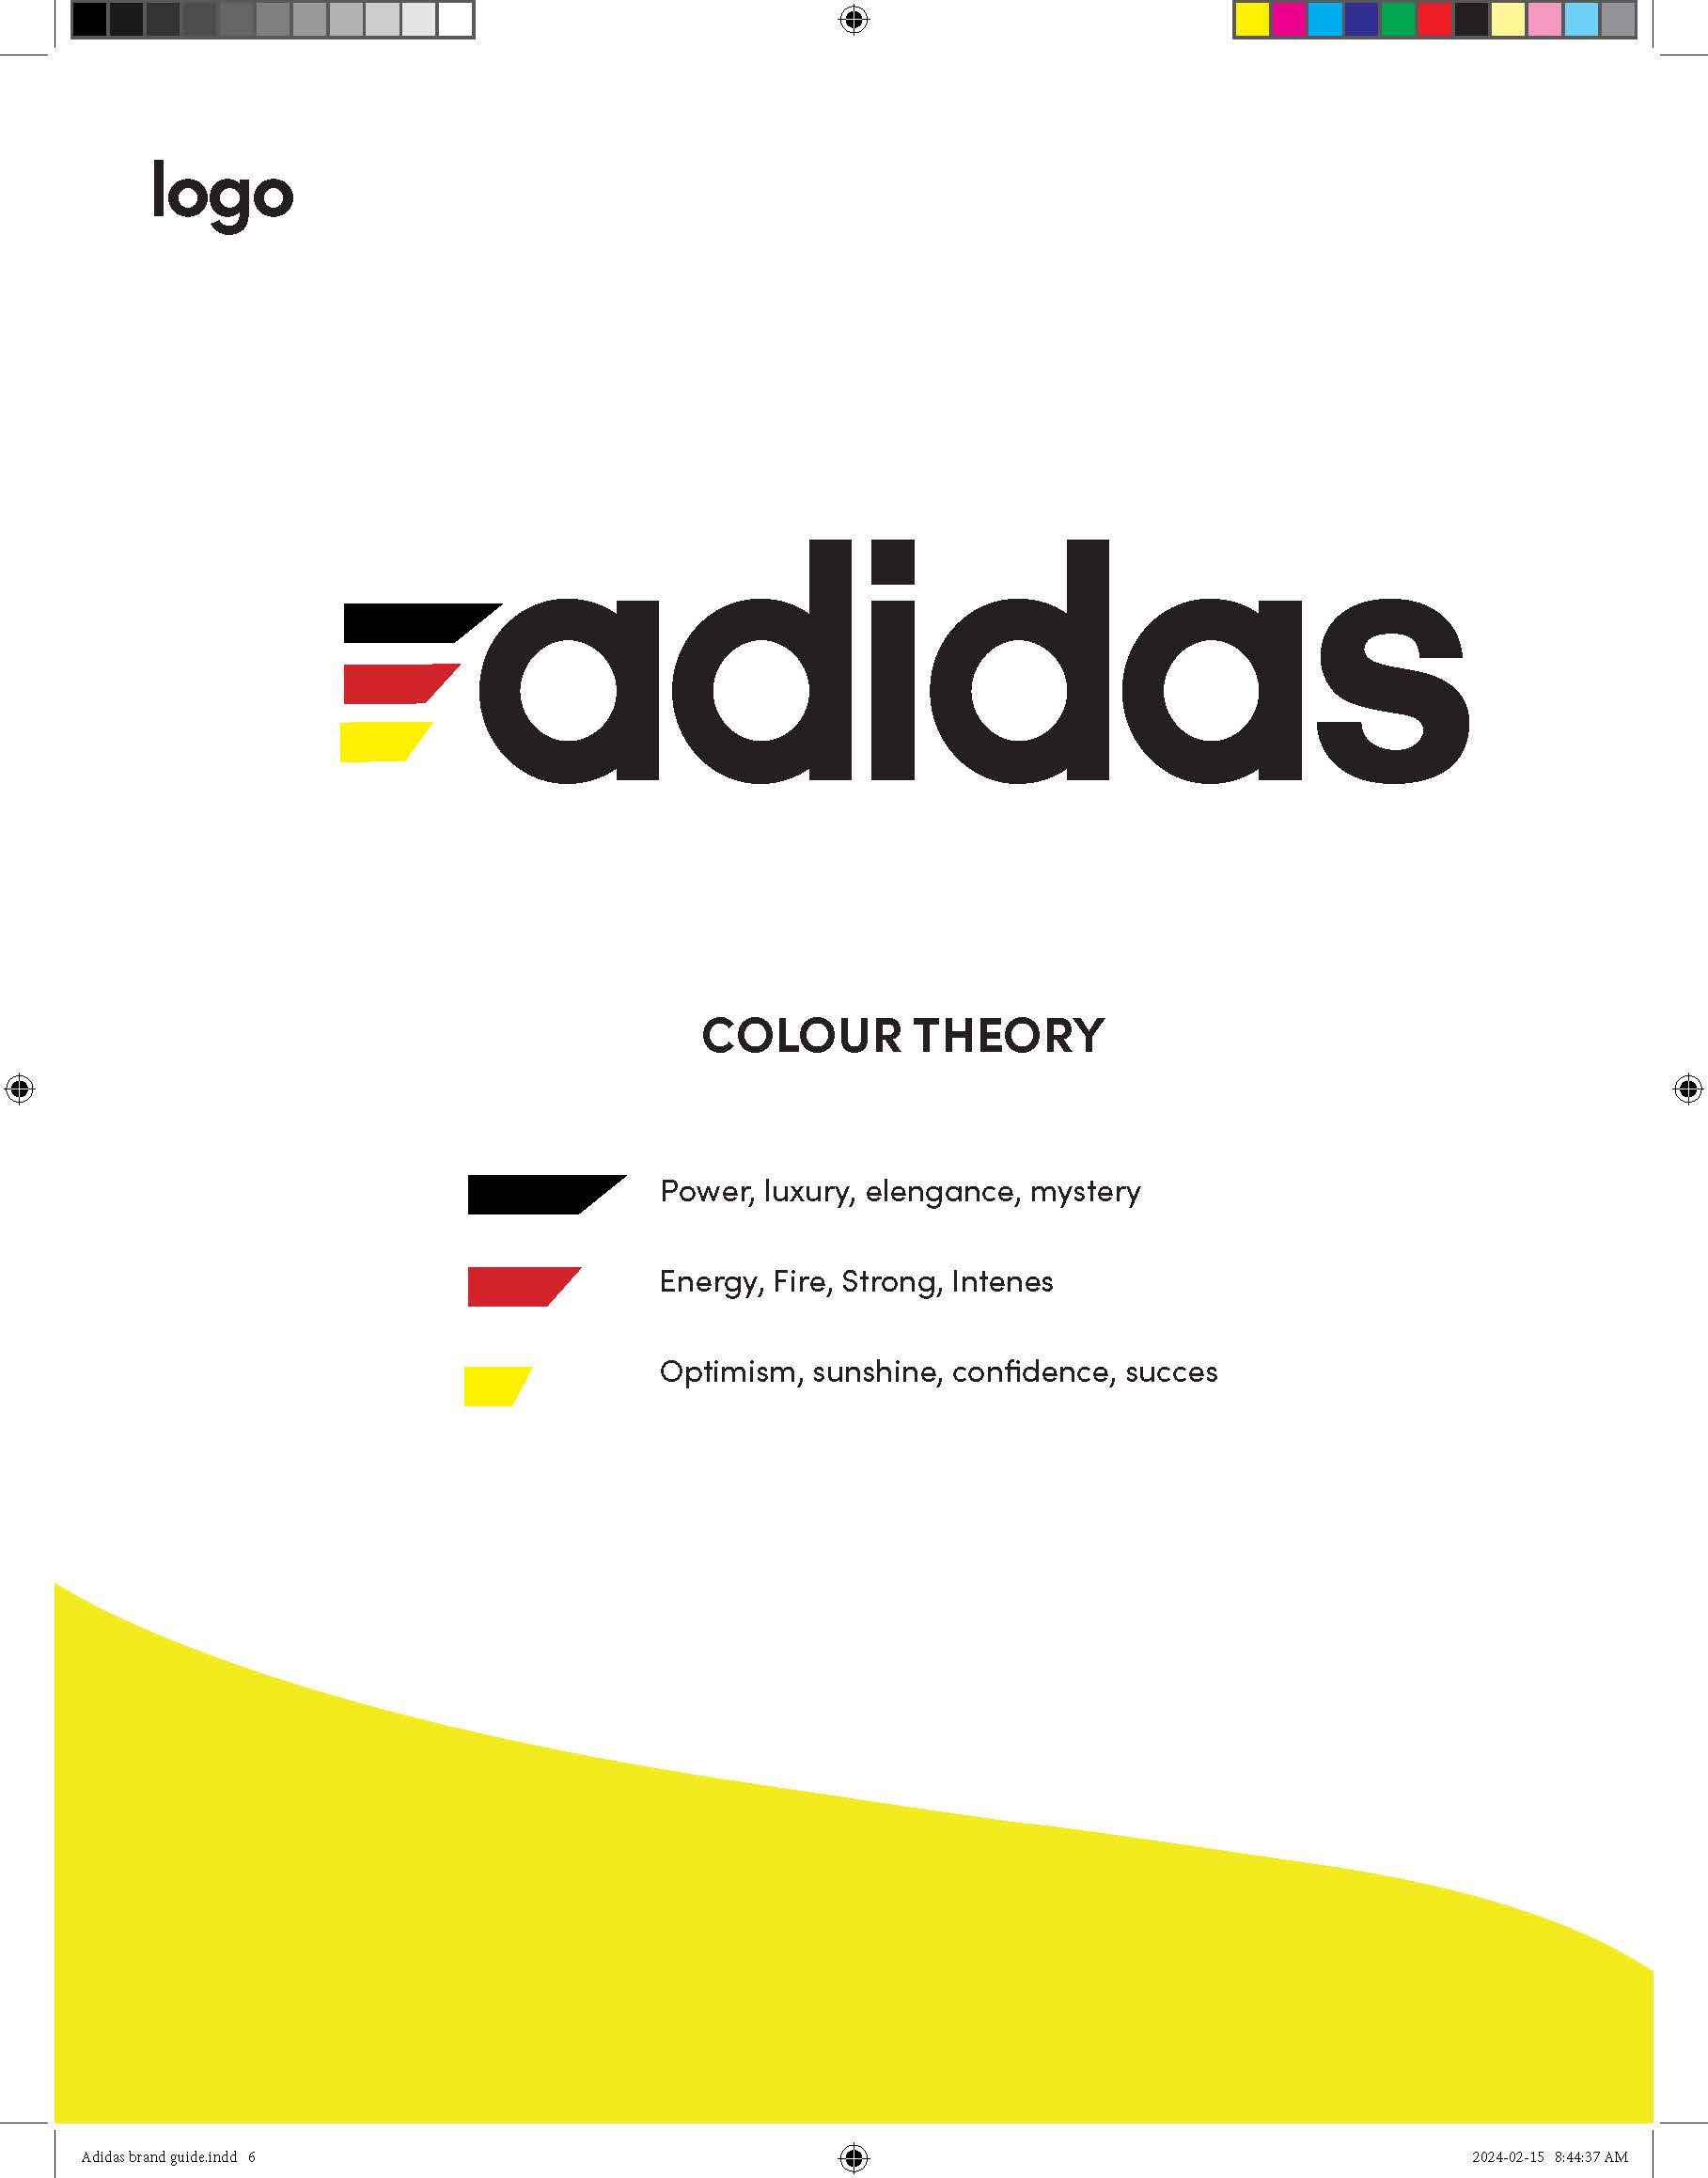 logo
adidas
COLOUR THEORY
Power, luxury, elengance, mystery
Energy, Fire, Strong, Intenes
Optimism, sunshine, confidence, succes
Adidas brand guide.indd 6
2024-02-15 8:44:37 AM